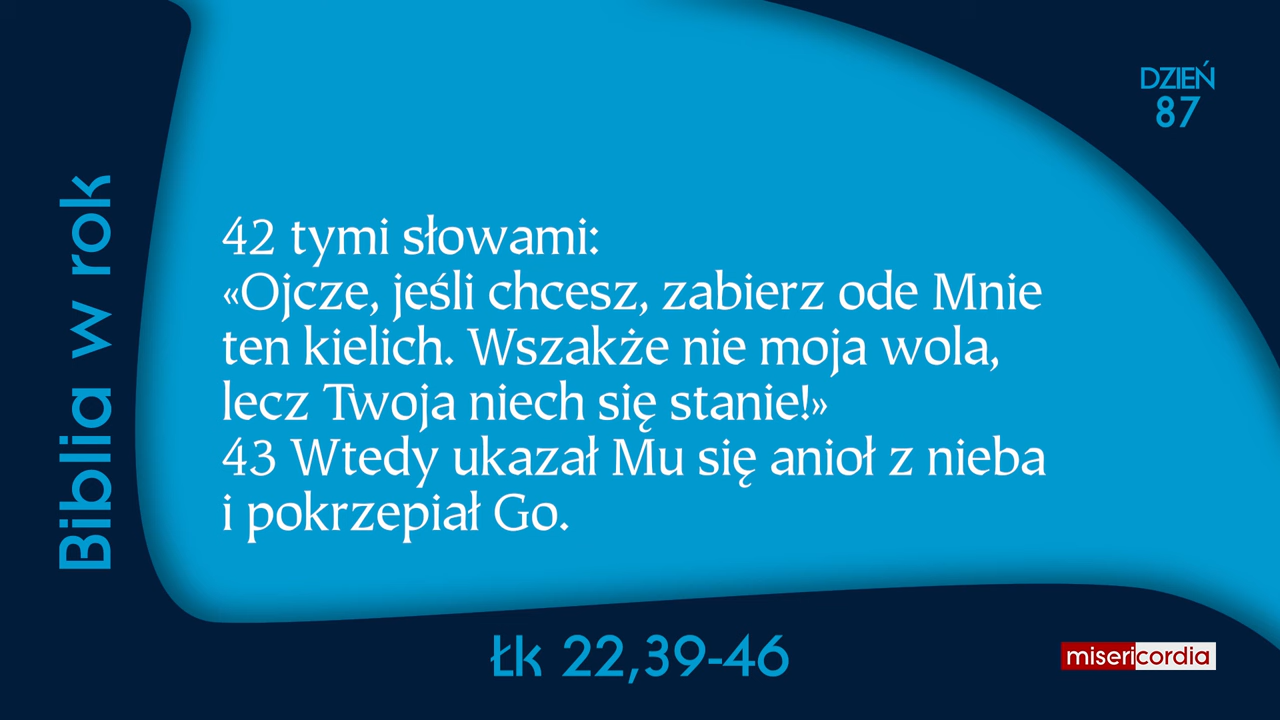 DZIEŃ
87
Biblia w rok
42 tymi słowami:
«Ojcze, jeśli chcesz, zabierz ode Mnie
ten kielich. Wszakże nie moja wola,
lecz Twoja niech się stanie!»
43 Wtedy ukazał Mu się anioł z nieba
i pokrzepiał Go.
Łk 22,39-46
misericordia